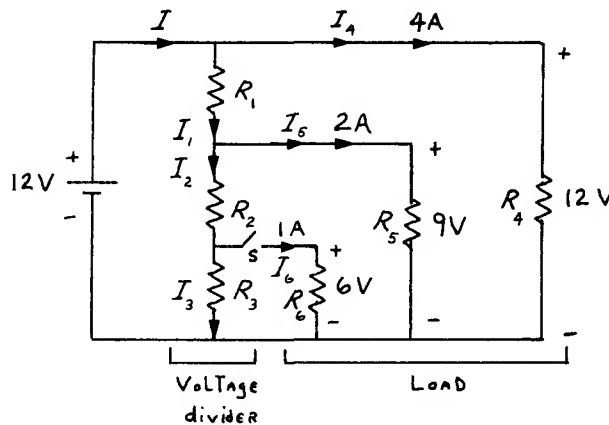 I
I4
4A
+
R1
I1
I5
2A
+
I2
+
12V
-
R2
1A
S
I6
+
R5
9V
R4
12V
I3
R3
R6
6V
-
-
-
Voltage
divider
Load